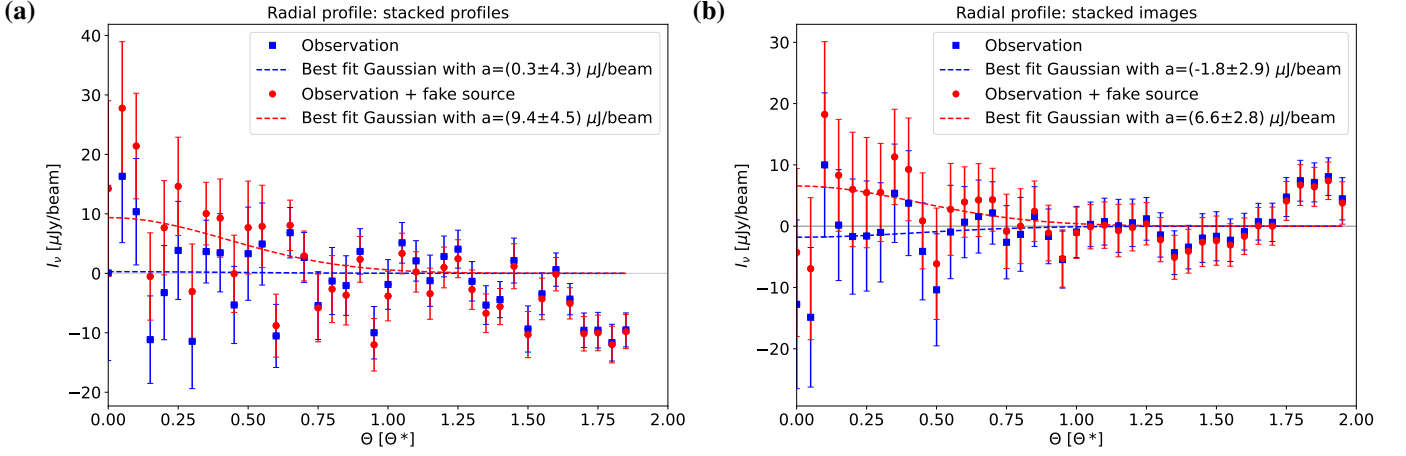 (a)
Radial profile: stacked profiles
Observation
Best fit Gaussian with a=(0.3±4.3) μJ/beam
Observation + fake source
Best fit Gaussian with a=(9.4±4.5) μJ/beam
40
30
20
10
0
−10
−20
I_ν [μJy/beam]
0.00 0.25 0.50 0.75 1.00 1.25 1.50 1.75 2.00
Θ [Θ*]
(b)
Radial profile: stacked images
Observation
Best fit Gaussian with a=(-1.8±2.9) μJ/beam
Observation + fake source
Best fit Gaussian with a=(6.6±2.8) μJ/beam
30
20
10
0
−10
−20
I_ν [μJy/beam]
0.00 0.25 0.50 0.75 1.00 1.25 1.50 1.75 2.00
Θ [Θ*]